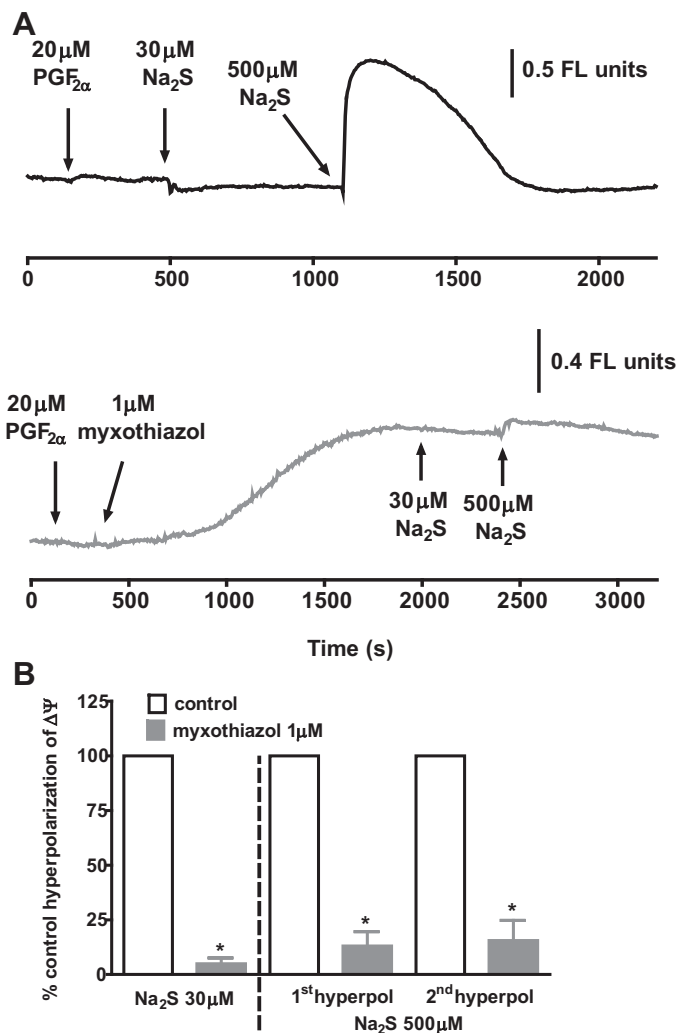 A
20µM
PGF2α
30µM
Na2S
500µM
Na2S
0.5 FL units
0 500 1000 1500 2000
0.4 FL units
20µM
PGF2α
1µM
myxothiazol
30µM
Na2S
500µM
Na2S
0 500 1000 1500 2000 2500 3000
Time (s)
B
% control hyperpolarization of ΔΨ
125
100
75
50
25
0
control
myxothiazol 1µM
* * *
Na2S 30µM
1st hyperpol 2nd hyperpol
Na2S 500µM